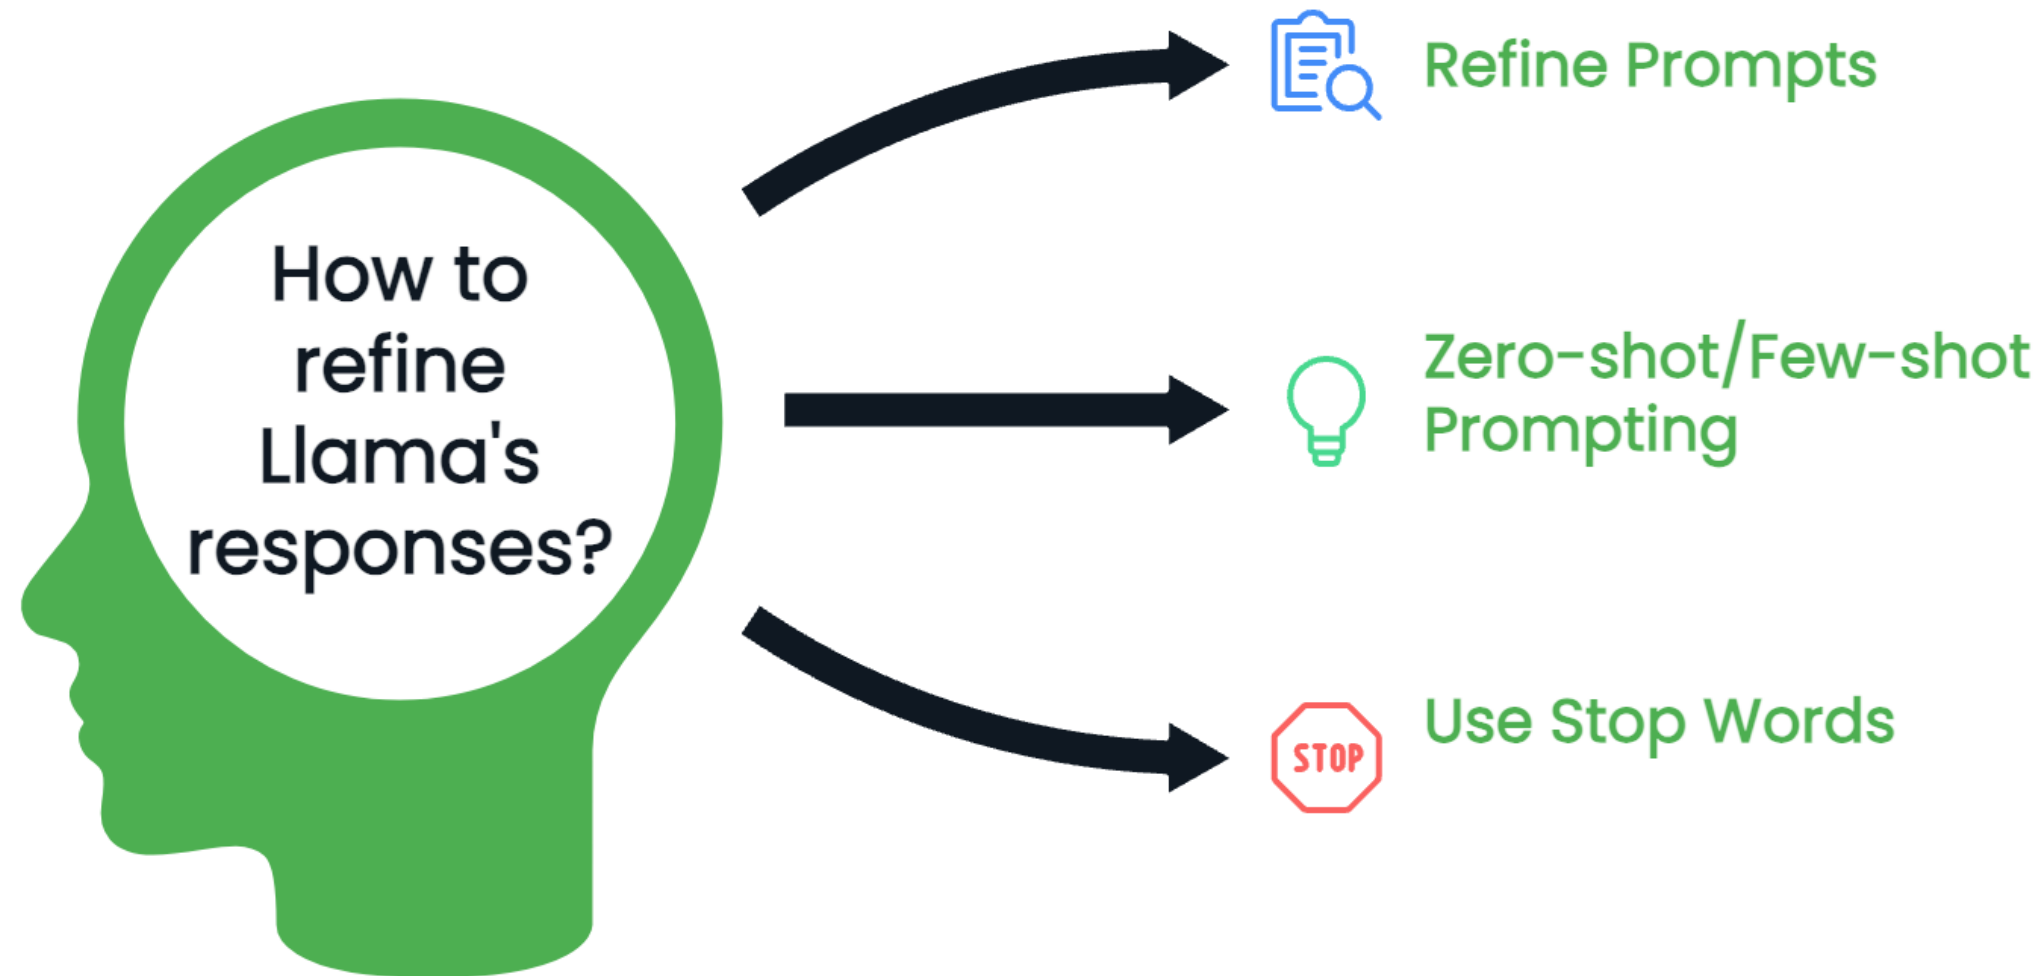 How to
refine
Llama's
responses?
Refine Prompts
Zero-shot/Few-shot
Prompting
STOP
Use Stop Words